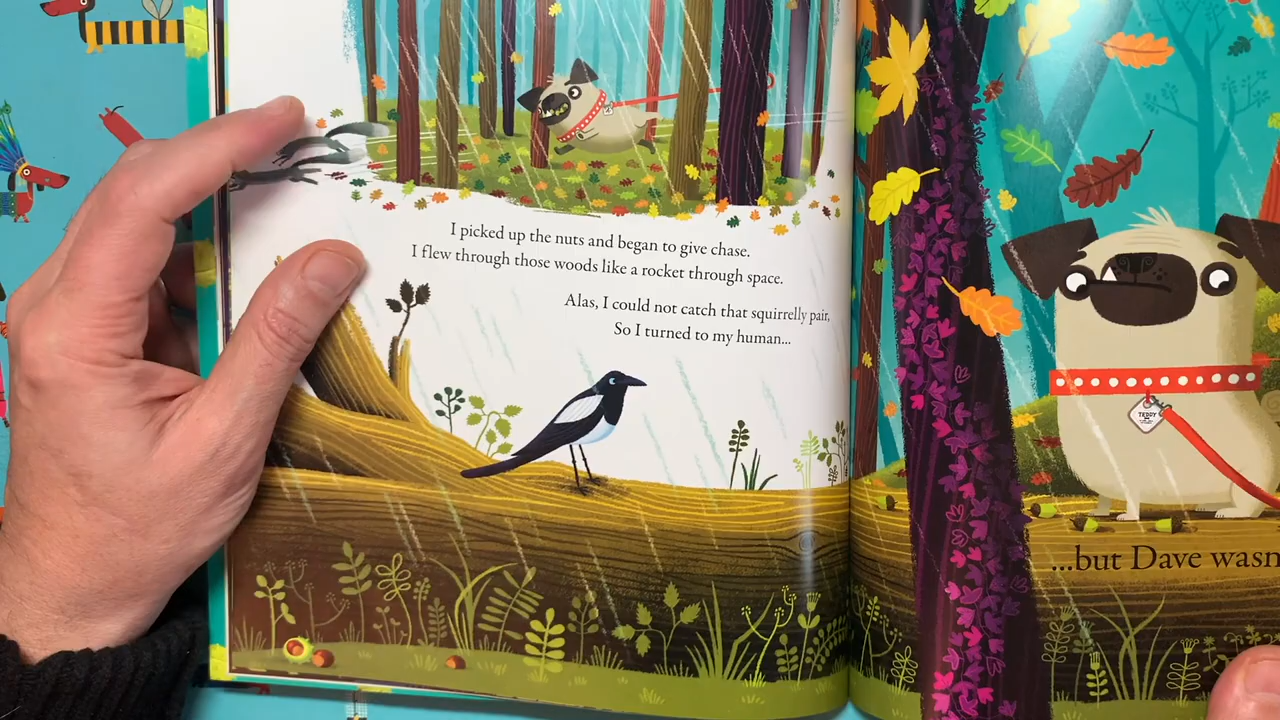 I picked up the nuts and began to give chase.
I flew through those woods like a rocket through space.
Alas, I could not catch that squirrelly pair,
So I turned to my human...
TEDDY
...but Dave wasn